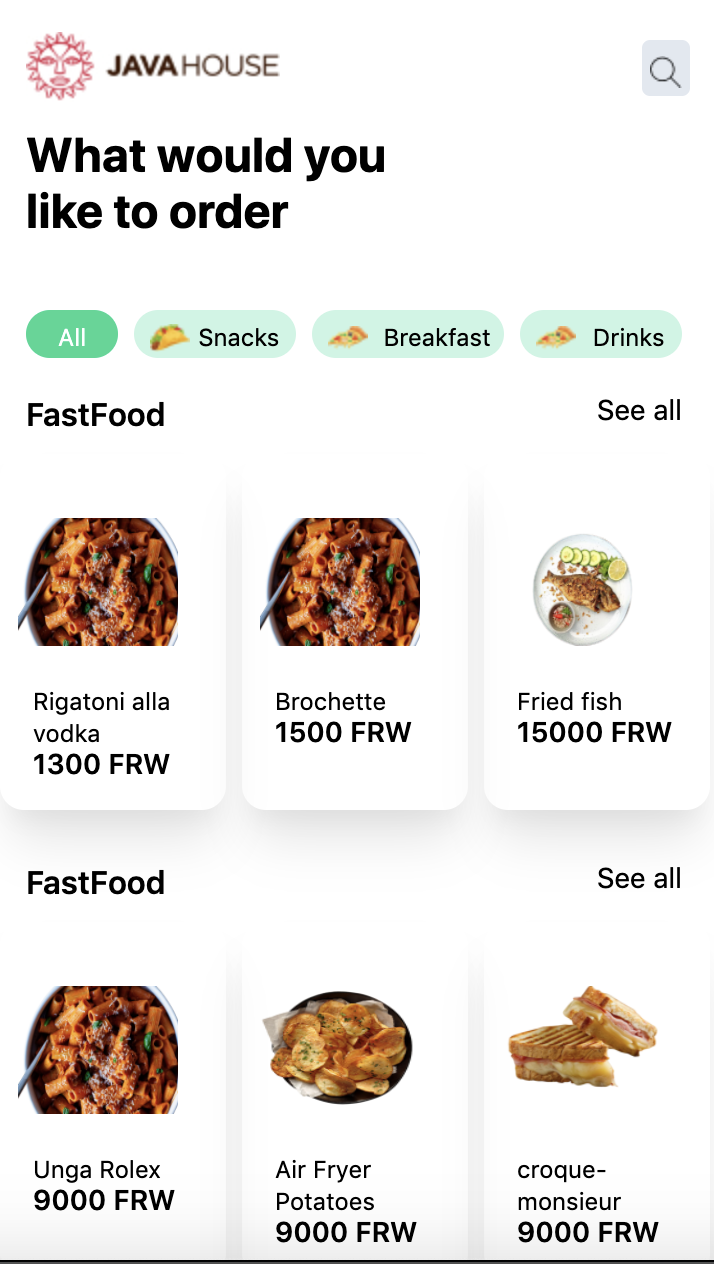 JAVA HOUSE
What would you
like to order
All
Snacks
Breakfast
Drinks
FastFood
See all
Rigatoni alla
vodka
1300 FRW
Brochette
1500 FRW
Fried fish
15000 FRW
FastFood
See all
Unga Rolex
9000 FRW
Air Fryer
Potatoes
9000 FRW
croque-
monsieur
9000 FRW